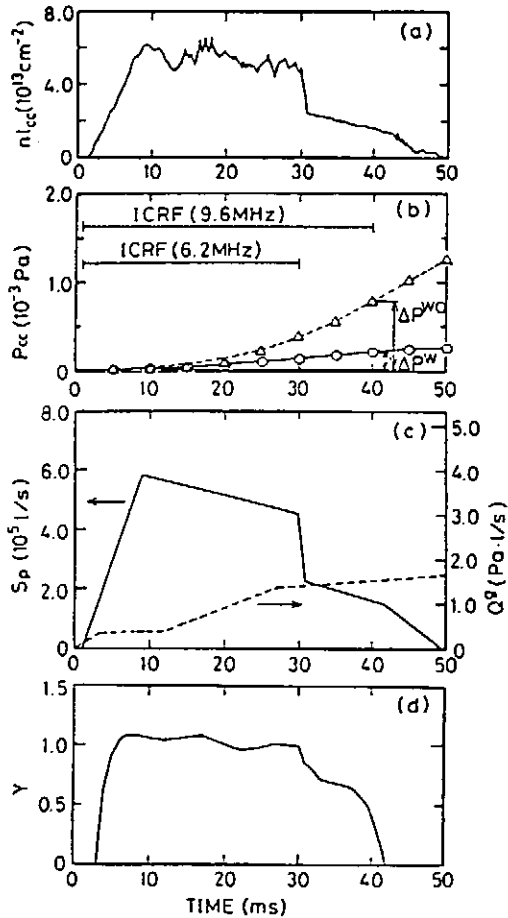 (a)
nl_cc (10^13 cm^-2)
6.0
4.0
0
0 10 20 30 40 50
(b)
P_cc (10^-3 Pa)
2.0
1.0
0
ICRF (9.6MHz)
ICRF (6.2MHz)
ΔP^wo
ΔP^w
0 10 20 30 40 50
(c)
S_p (10^5 l/s)
8.0
6.0
4.0
2.0
0
5.0
4.0
3.0
2.0
1.0
0
Q^g (Pa·l/s)
0 10 20 30 40 50
(d)
γ
1.5
1.0
0.5
0
0 10 20 30 40 50
TIME (ms)